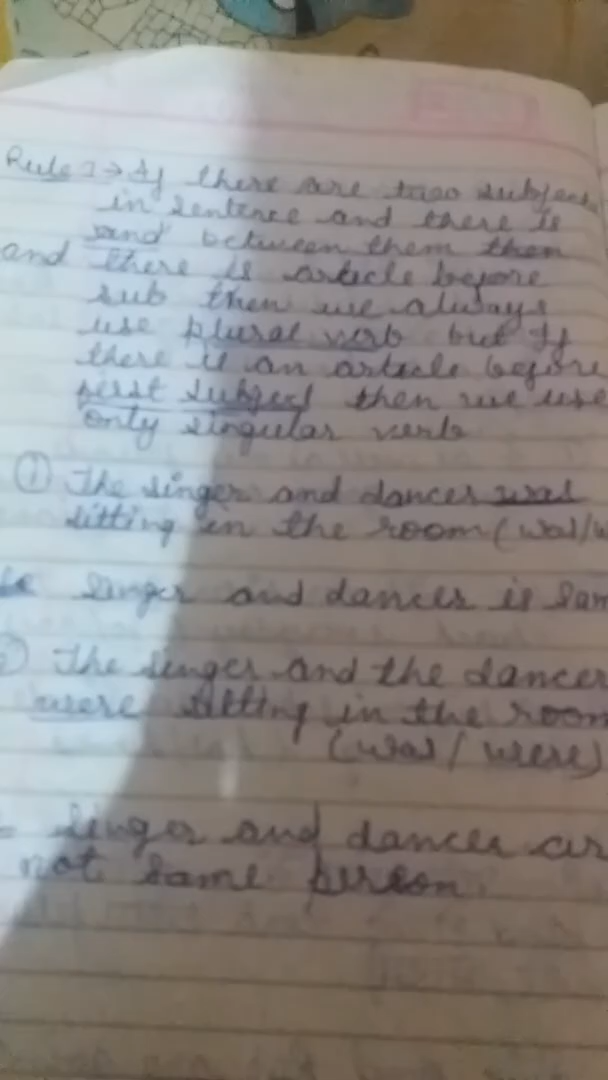 Rule 1→ If there are two subjects
in sentence and there is
and between them then
and there is article before
sub then we always
use plural verb but If
there is an article before
first subject then we use
only singular verb
① The singer and dancer was
sitting in the room (was/w
singer and dancer is sam
② The singer and the dancer
were sitting in the room
(was/were)
= singer and dancer ar
not same person.